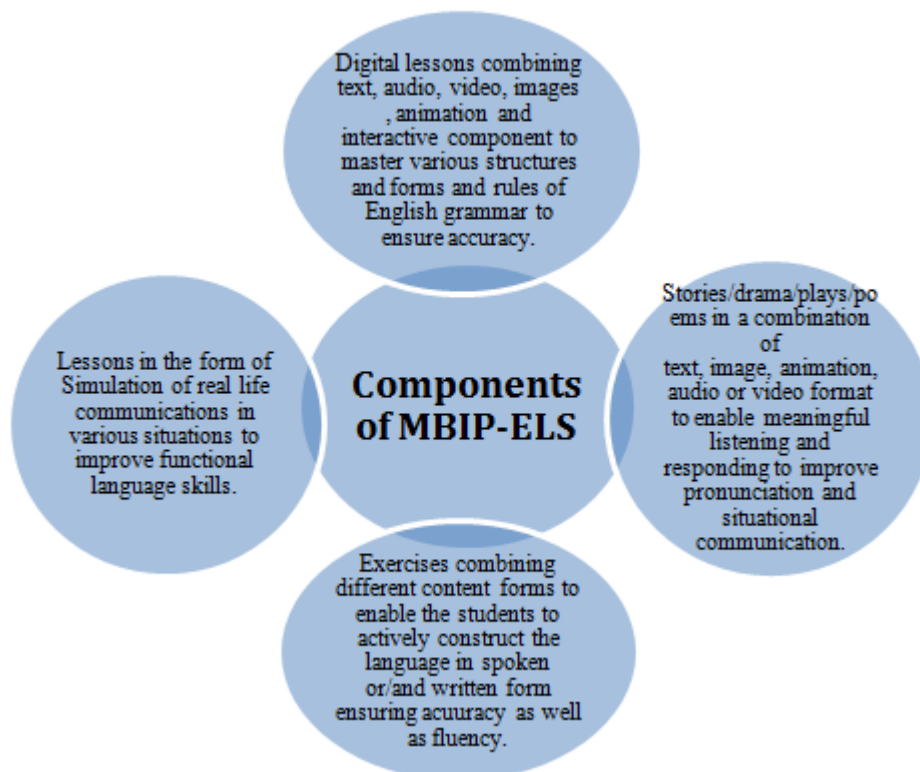 Digital lessons combining
text, audio, video, images
, animation and
interactive component to
master various structures
and forms and rules of
English grammar to
ensure accuracy.
Stories/drama/plays/po
ems in a combination
of
text, image, animation,
audio or video format
to enable meaningful
listening and
responding to improve
pronunciation and
situational
communication.
Lessons in the form of
Simulation of real life
communications in
various situations to
improve functional
language skills.
Components
of MBIP-ELS
Exercises combining
different content forms to
enable the students to
actively construct the
language in spoken
or/and written form
ensuring acuuracy as well
as fluency.